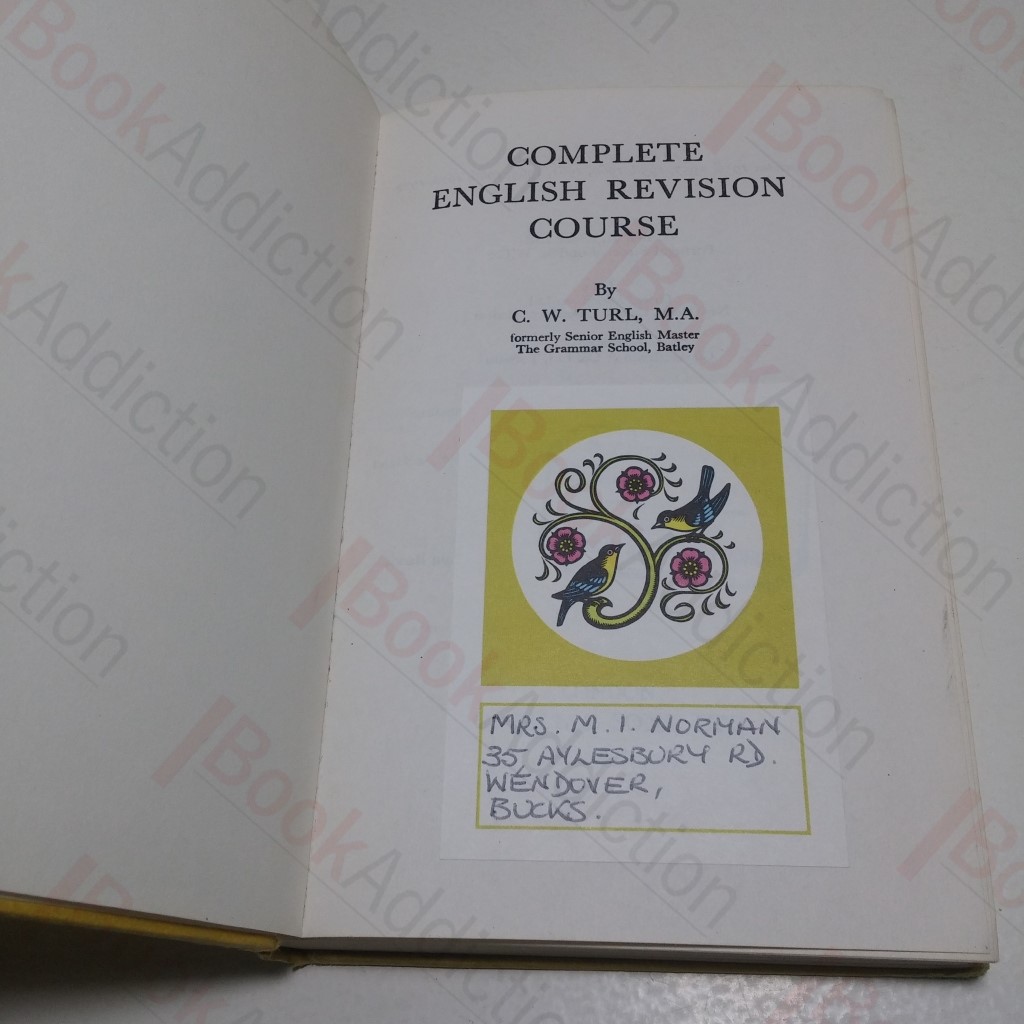 COMPLETE
ENGLISH REVISION
COURSE
By
C. W. TURL, M.A.
formerly Senior English Master
The Grammar School, Batley
MRS. M. I. NORMAN
35, AYLESBURY RD.
WENDOVER,
BUCKS.
BookAddiction